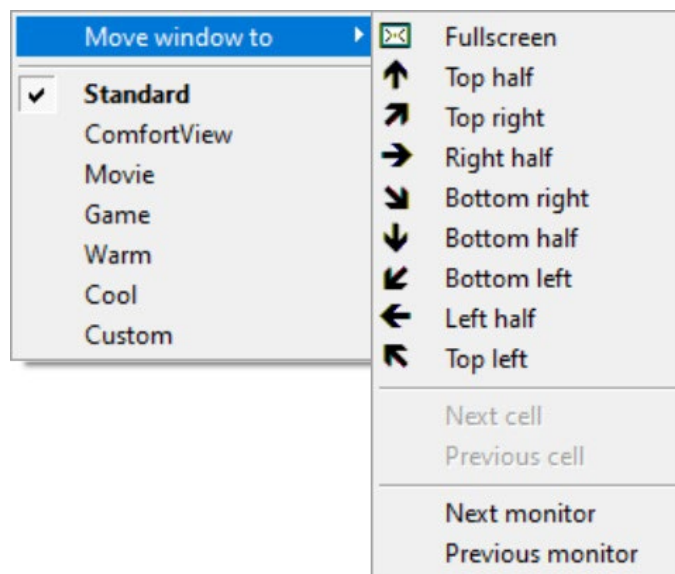 Move window to
Standard
ComfortView
Movie
Game
Warm
Cool
Custom
Fullscreen
Top half
Top right
Right half
Bottom right
Bottom half
Bottom left
Left half
Top left
Next cell
Previous cell
Next monitor
Previous monitor